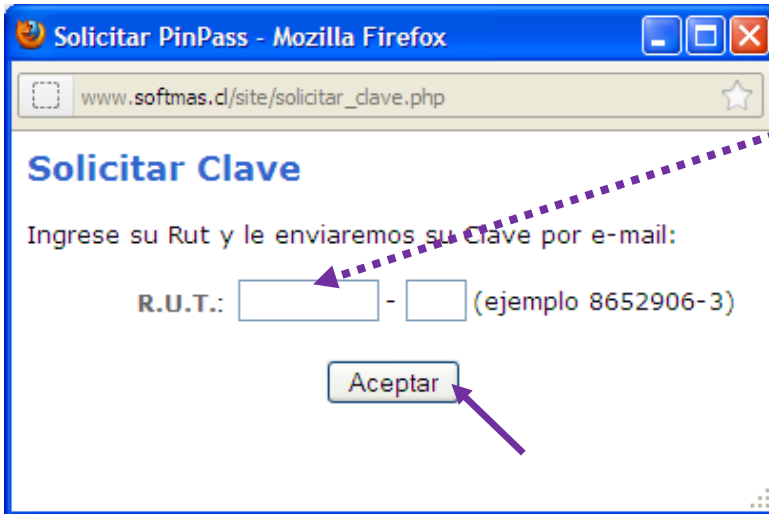 Solicitar PinPass - Mozilla Firefox
www.softmas.cl/site/solicitar_clave.php
Solicitar Clave
Ingrese su Rut y le enviaremos su Clave por e-mail:
R.U.T.: - (ejemplo 8652906-3)
Aceptar